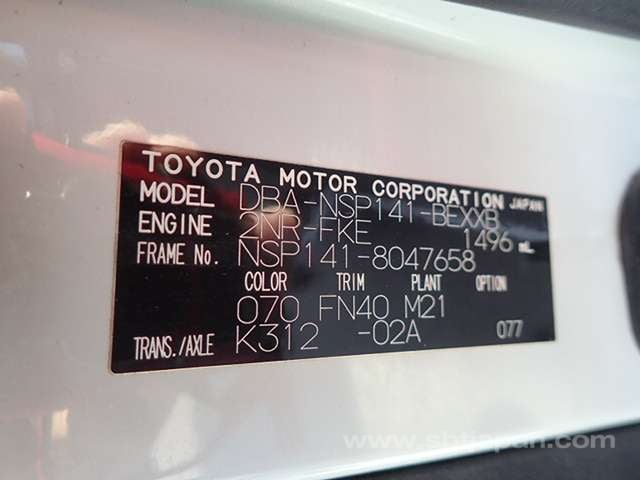 TOYOTA MOTOR CORPORATION JAPAN
MODEL DBA-NSP141-BEXXB
ENGINE 2NR-FKE 1496 mL
FRAME No. NSP141-8047658
COLOR TRIM PLANT OPTION
070 FN40 M21
TRANS./AXLE K312 -02A 077
www.sbtjapan.com